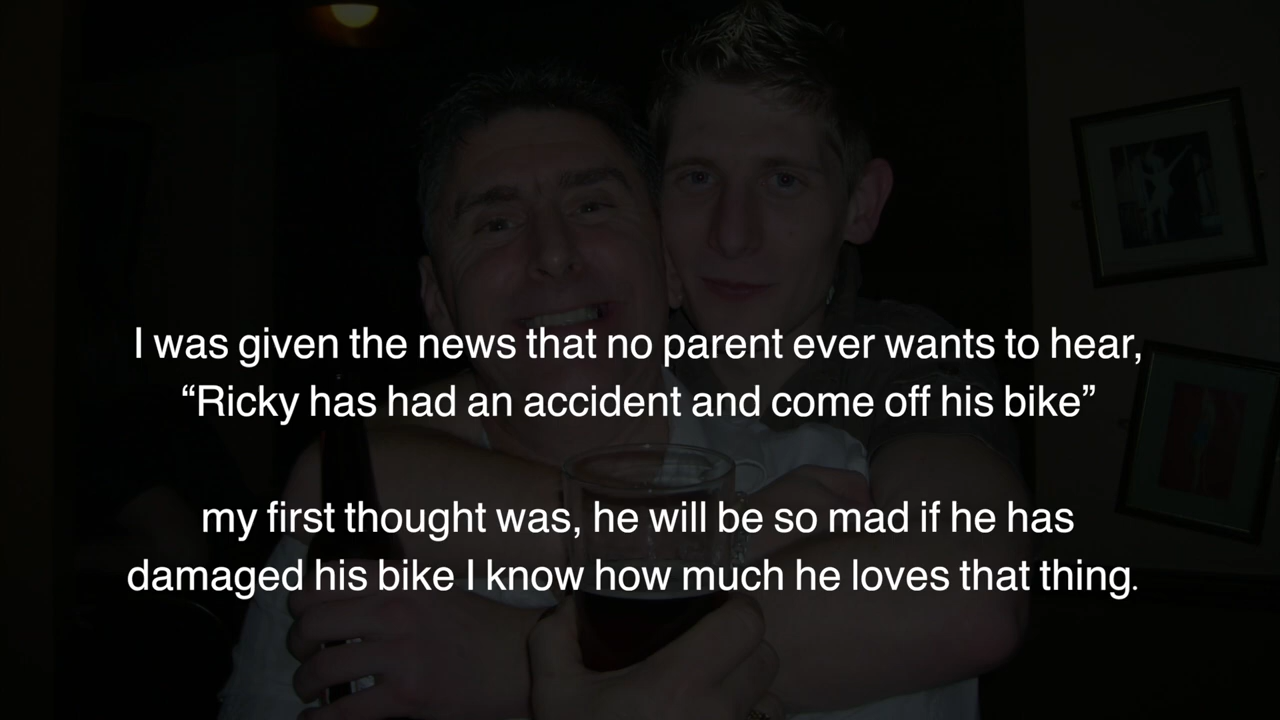 I was given the news that no parent ever wants to hear,
“Ricky has had an accident and come off his bike”
my first thought was, he will be so mad if he has
damaged his bike I know how much he loves that thing.